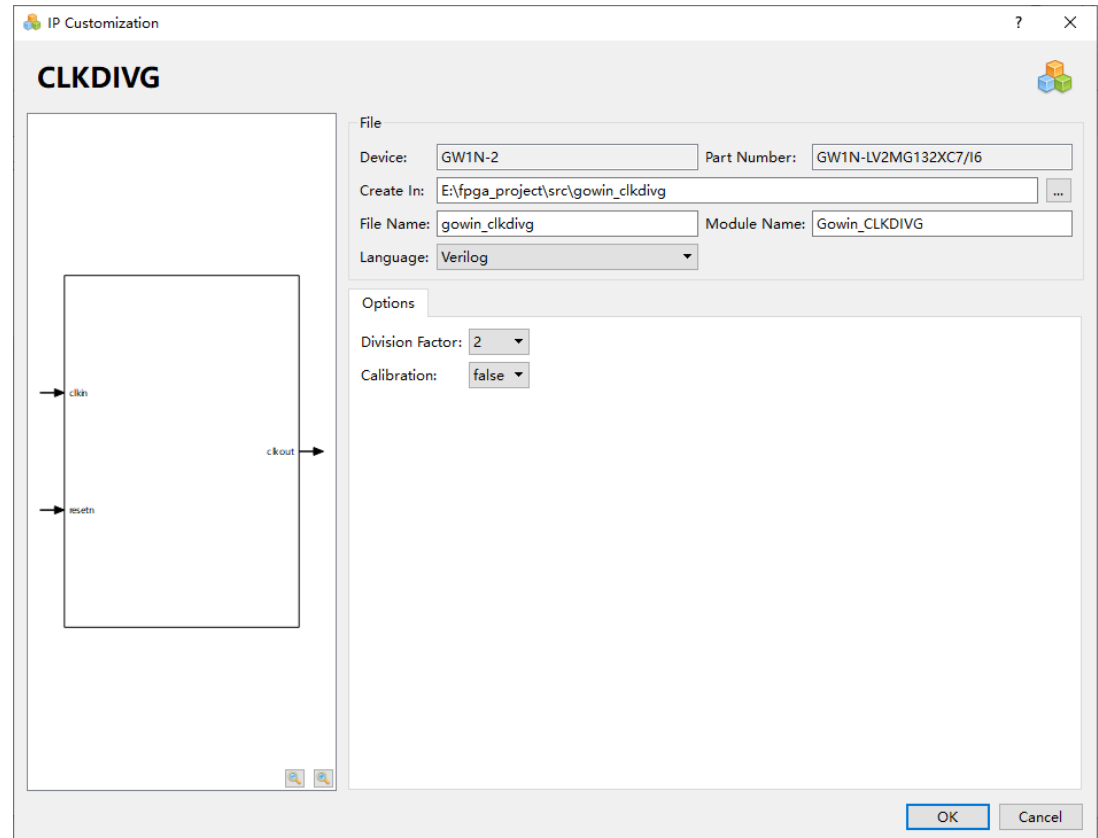 IP Customization ? ✕
CLKDIVG
File
Device: GW1N-2 Part Number: GW1N-LV2MG132XC7/I6
Create In: E:\fpga_project\src\gowin_clkdivg ...
File Name: gowin_clkdivg Module Name: Gowin_CLKDIVG
Language: Verilog
Options
Division Factor: 2
Calibration: false
clkin
clkout
resetn
OK Cancel